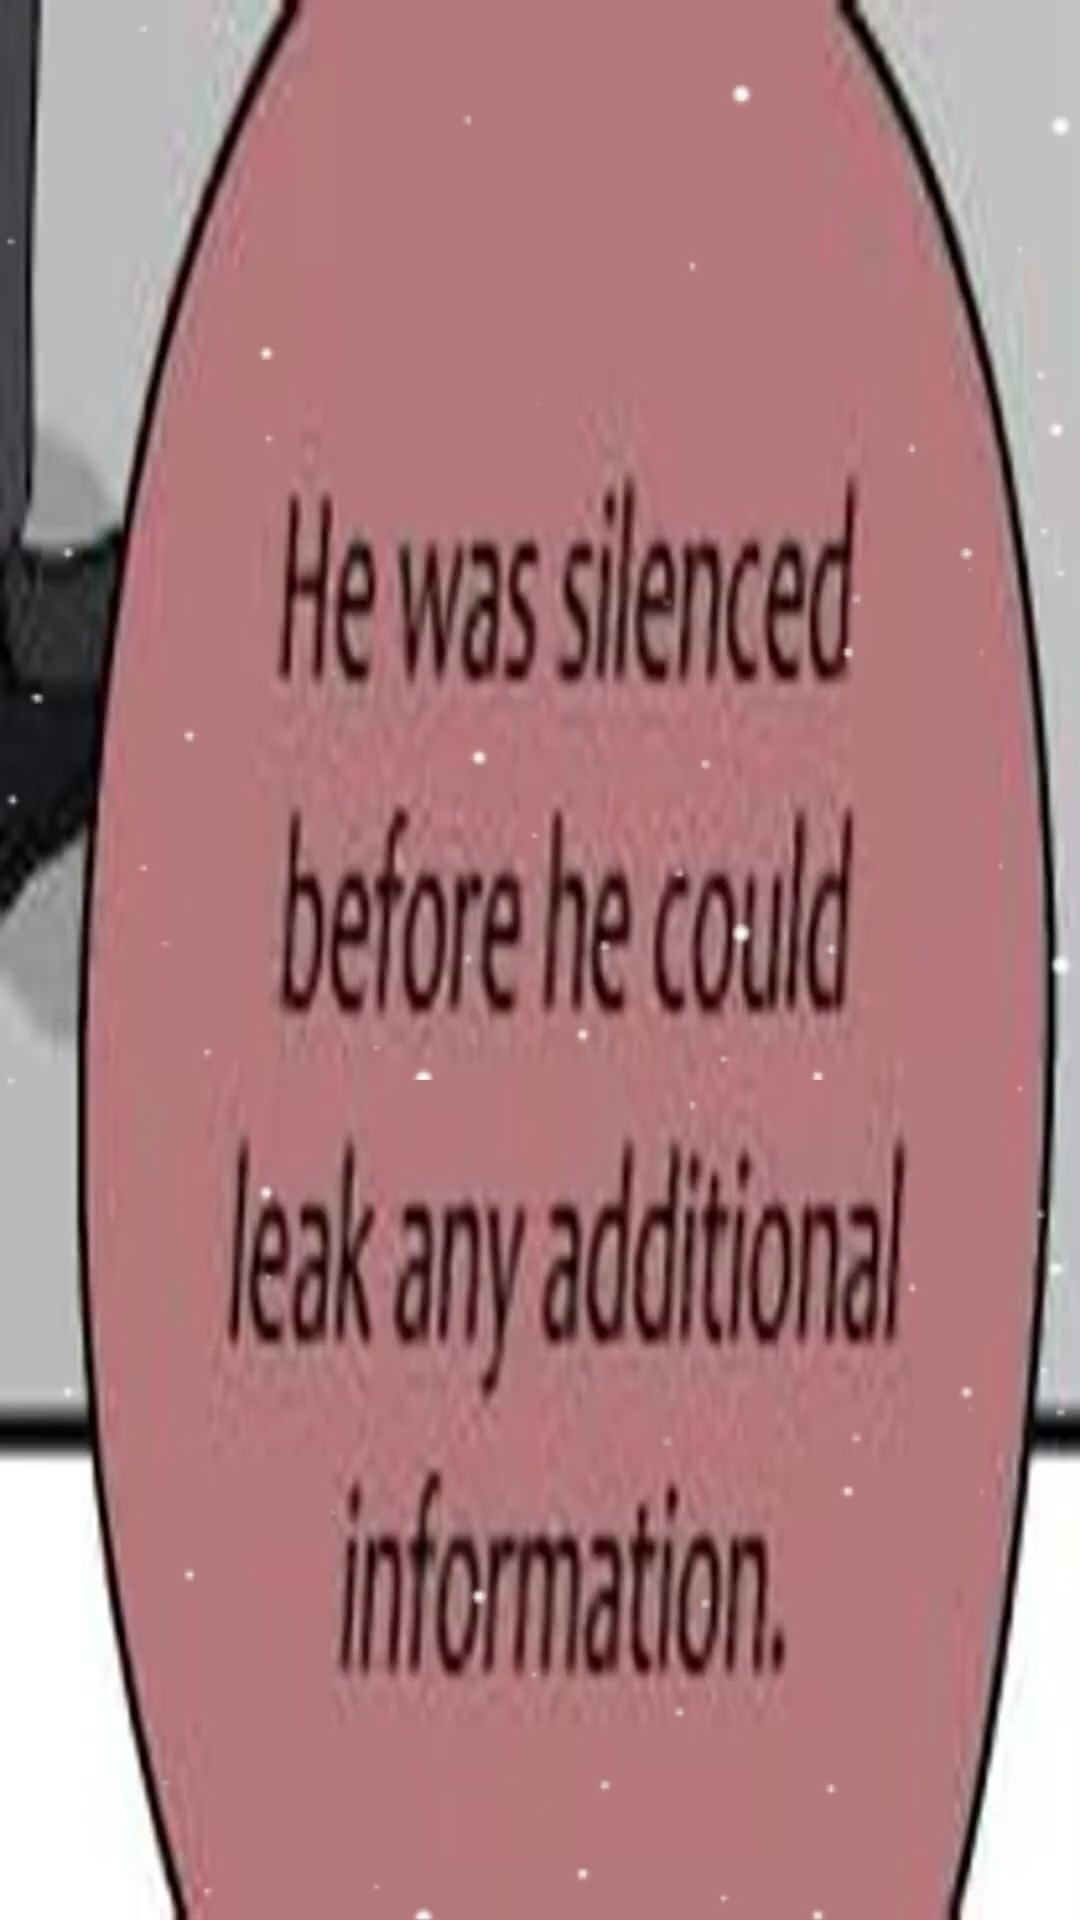 He was silenced
before he could
leak any additional
information.